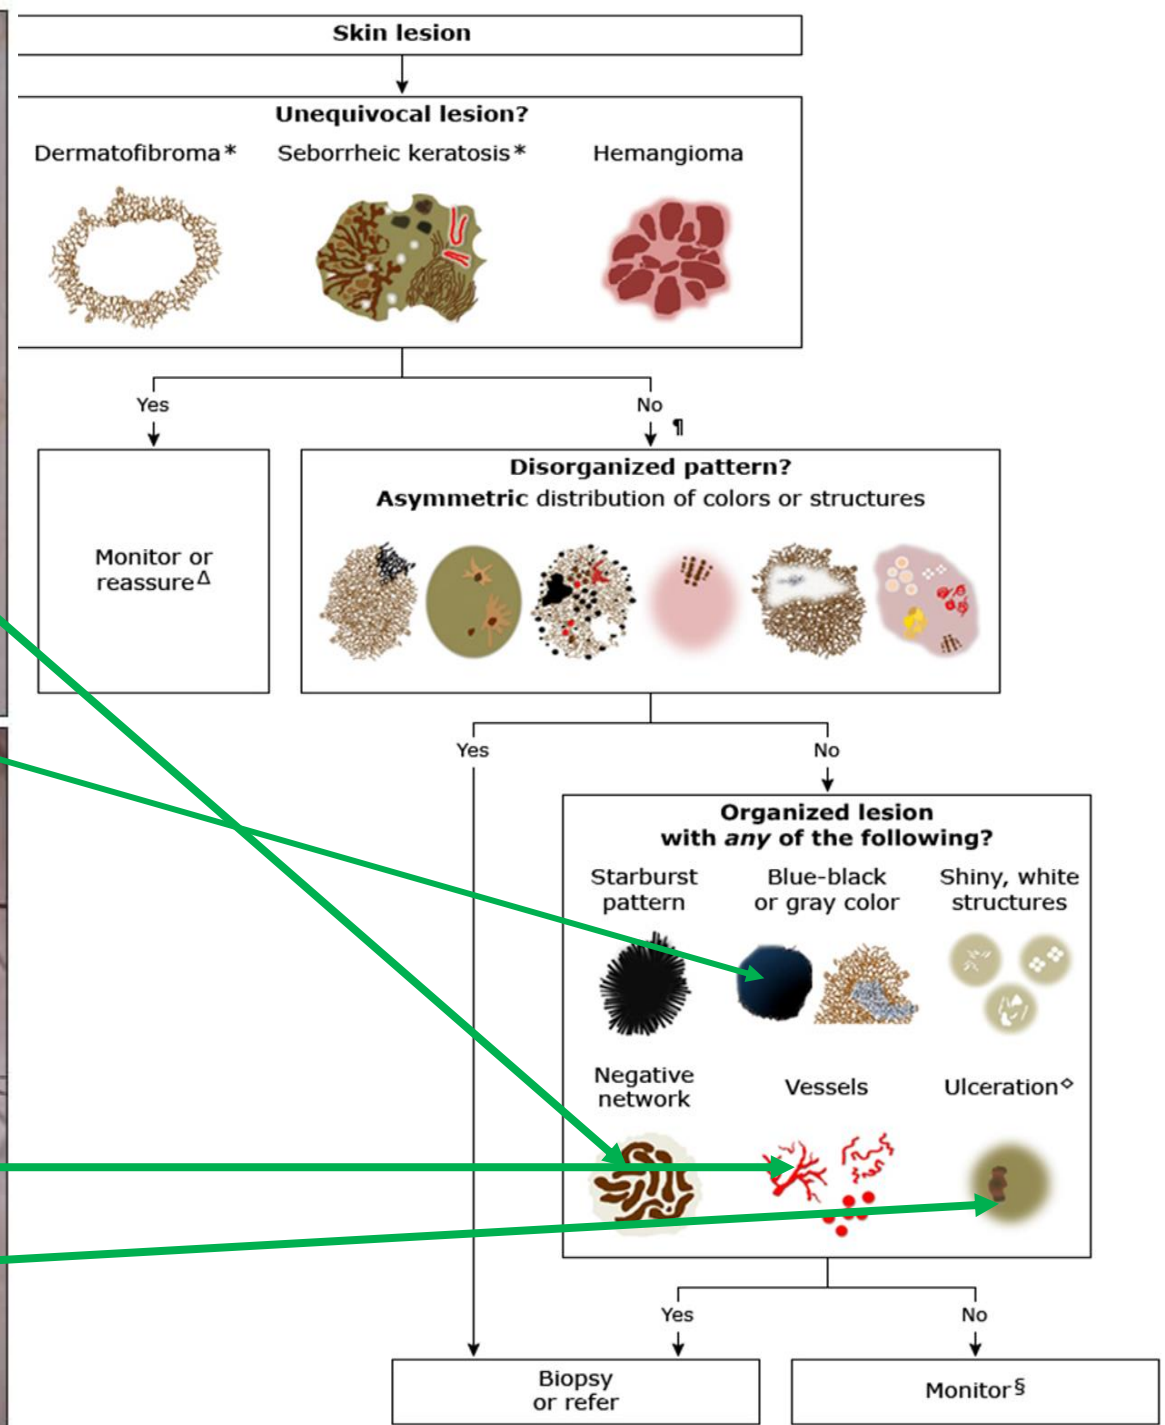 Skin lesion
Unequivocal lesion?
Dermatofibroma*
Seborrheic keratosis*
Hemangioma
Yes
No
¶
Monitor or
reassureΔ
Disorganized pattern?
Asymmetric distribution of colors or structures
Yes
No
Organized lesion
with any of the following?
Starburst
pattern
Blue-black
or gray color
Shiny, white
structures
Negative
network
Vessels
Ulceration◇
Yes
No
Biopsy
or refer
Monitor§